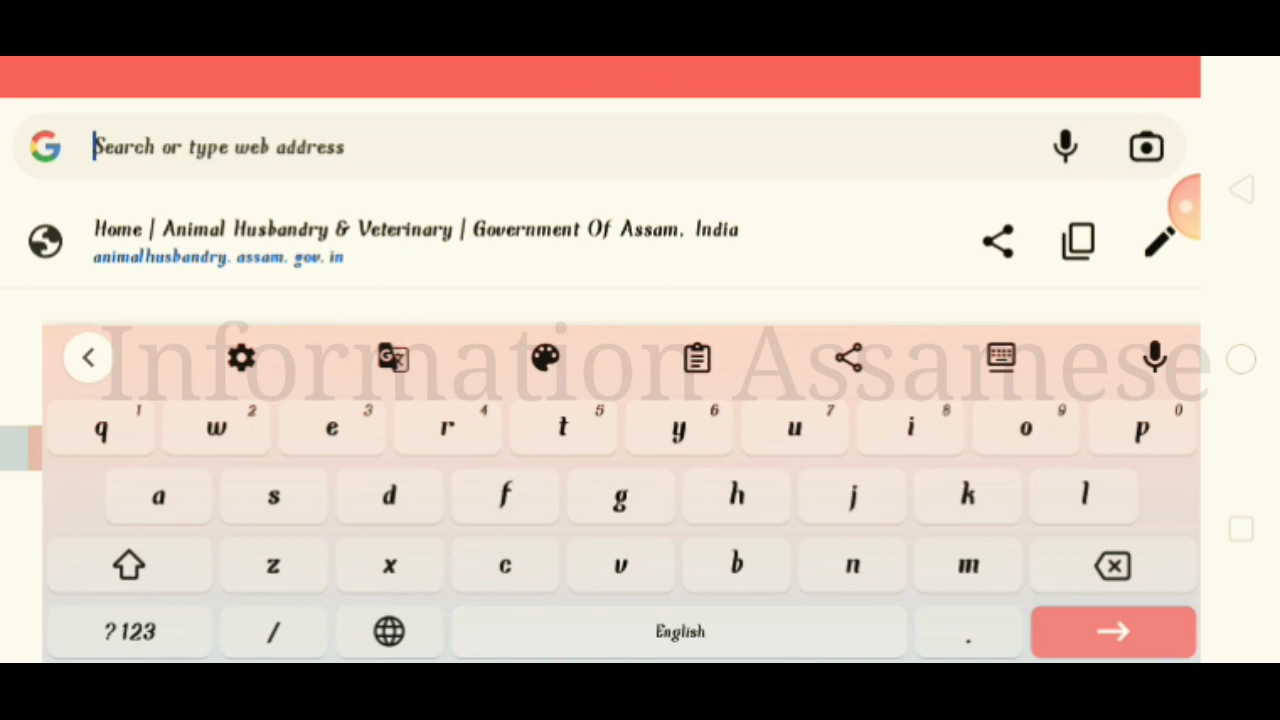 Search or type web address
Home | Animal Husbandry & Veterinary | Government Of Assam, India
animalhusbandry. assam. gov. in
Information Assamese
1 2 3 4 5 6 7 8 9 0
q w e r t y u i o p
a s d f g h j k l
z x c v b n m
?123 / English .